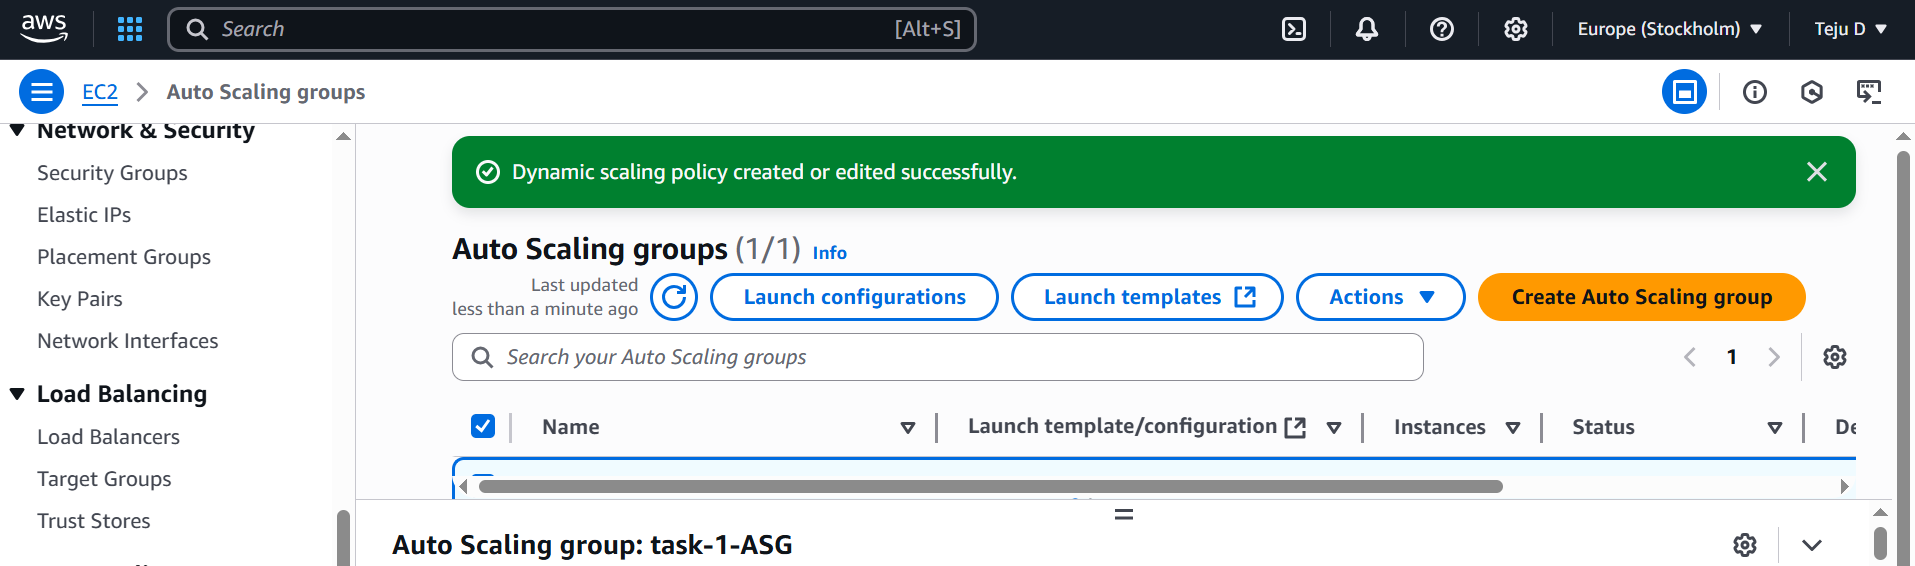 aws
Search [Alt+S]
Europe (Stockholm)
Teju D
EC2 > Auto Scaling groups
Network & Security
Security Groups
Elastic IPs
Placement Groups
Key Pairs
Network Interfaces
Load Balancing
Load Balancers
Target Groups
Trust Stores
Dynamic scaling policy created or edited successfully.
Auto Scaling groups (1/1) Info
Last updated
less than a minute ago
Launch configurations
Launch templates
Actions
Create Auto Scaling group
Search your Auto Scaling groups
1
Name
Launch template/configuration
Instances
Status
De
Auto Scaling group: task-1-ASG